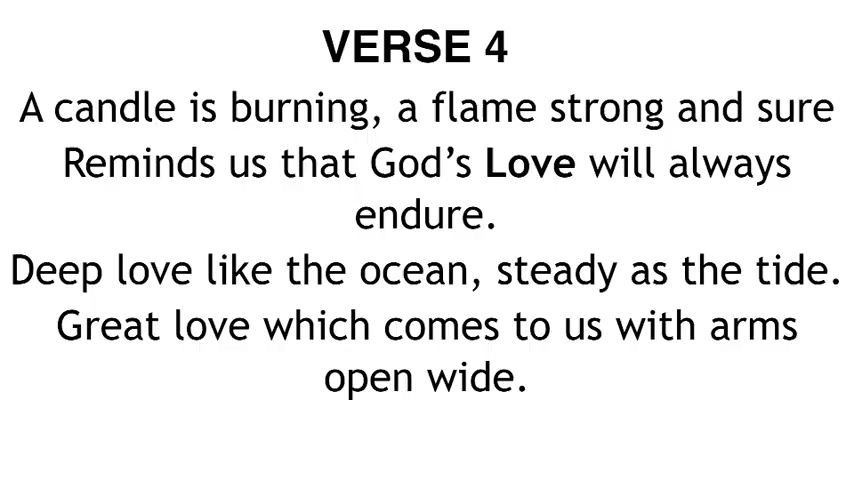 VERSE 4
A candle is burning, a flame strong and sure
Reminds us that God’s Love will always
endure.
Deep love like the ocean, steady as the tide.
Great love which comes to us with arms
open wide.